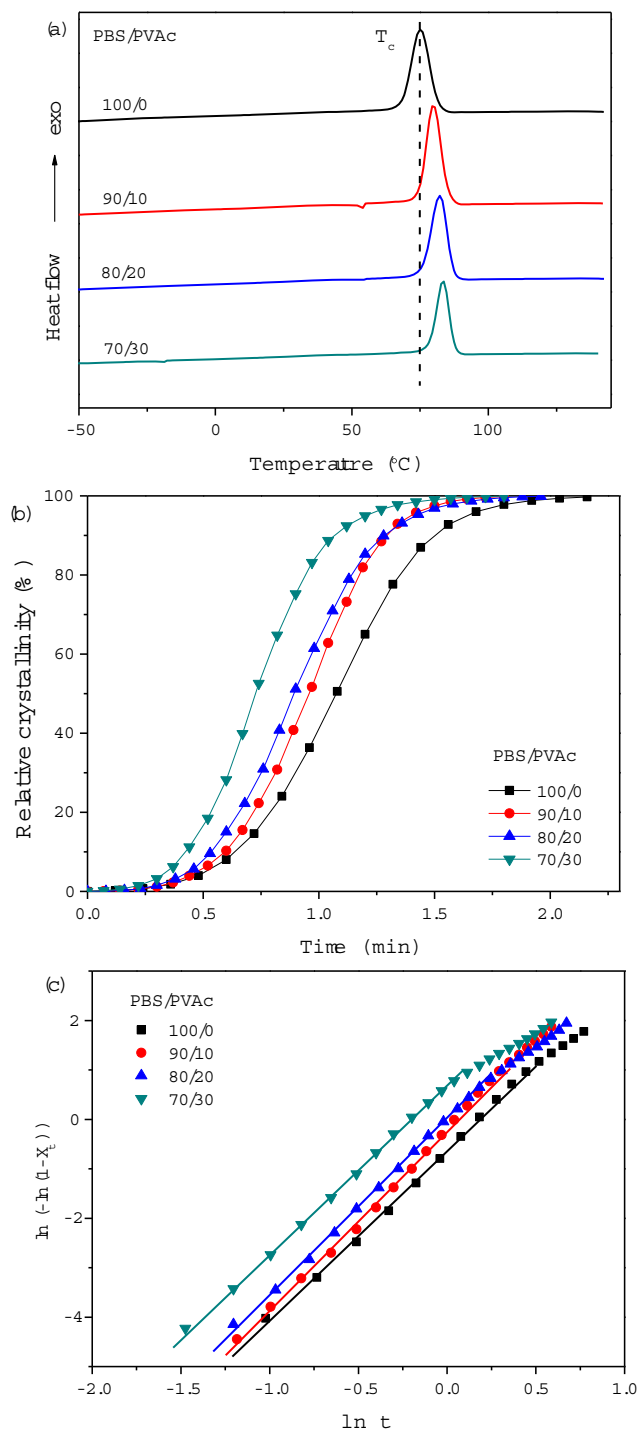 (a)
PBS/PVAc
T_c
100/0
90/10
80/20
70/30
Heat flow → exo
-50 0 50 100
Temperature (°C)
(b)
100
80
60
40
20
0
Relative crystallinity (%)
PBS/PVAc
100/0
90/10
80/20
70/30
0.0 0.5 1.0 1.5 2.0
Time (min)
(c)
PBS/PVAc
100/0
90/10
80/20
70/30
2
0
-2
-4
ln (-ln(1-X_t))
-2.0 -1.5 -1.0 -0.5 0.0 0.5 1.0
ln t